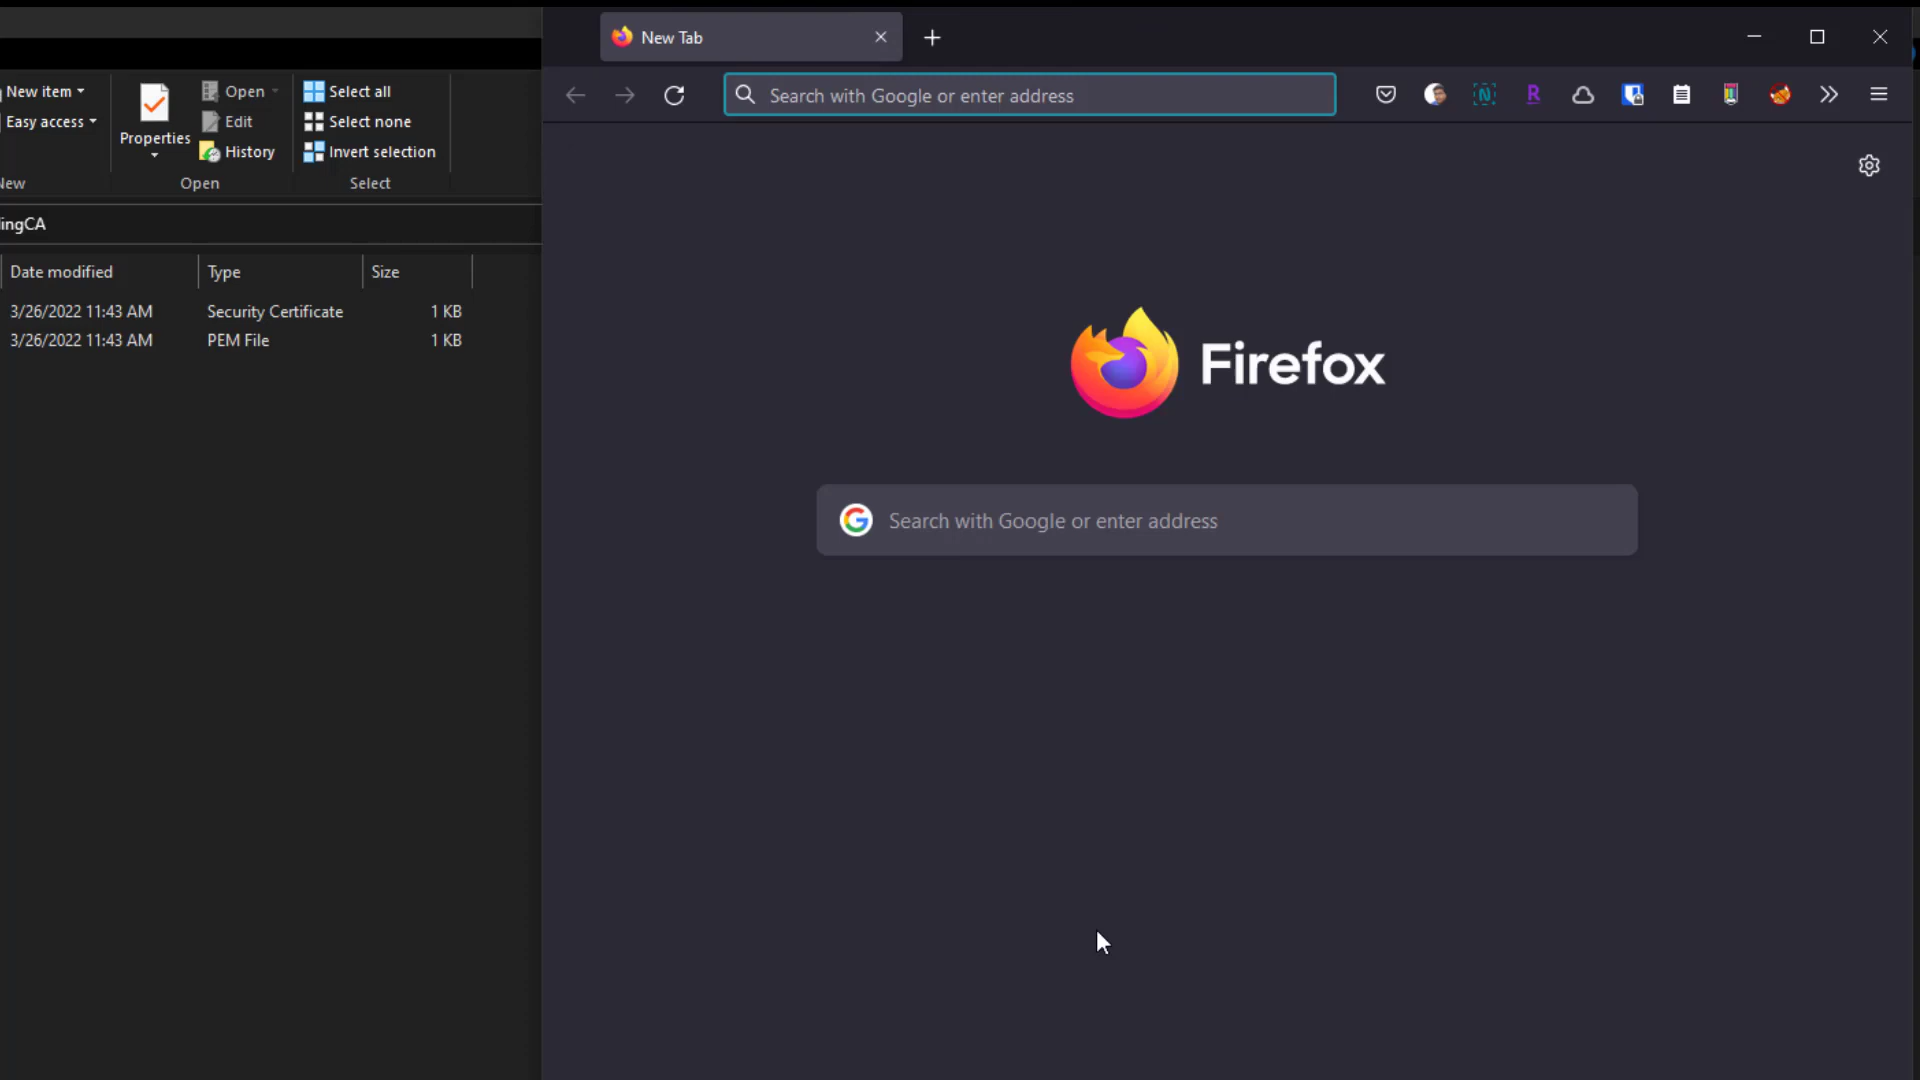 New Tab
New item
Open
Select all
Search with Google or enter address
Easy access
Edit
Select none
Properties
History
Invert selection
Open
Select
ingCA
Date modified
Type
Size
3/26/2022 11:43 AM
Security Certificate
1 KB
3/26/2022 11:43 AM
PEM File
1 KB
Firefox
Search with Google or enter address